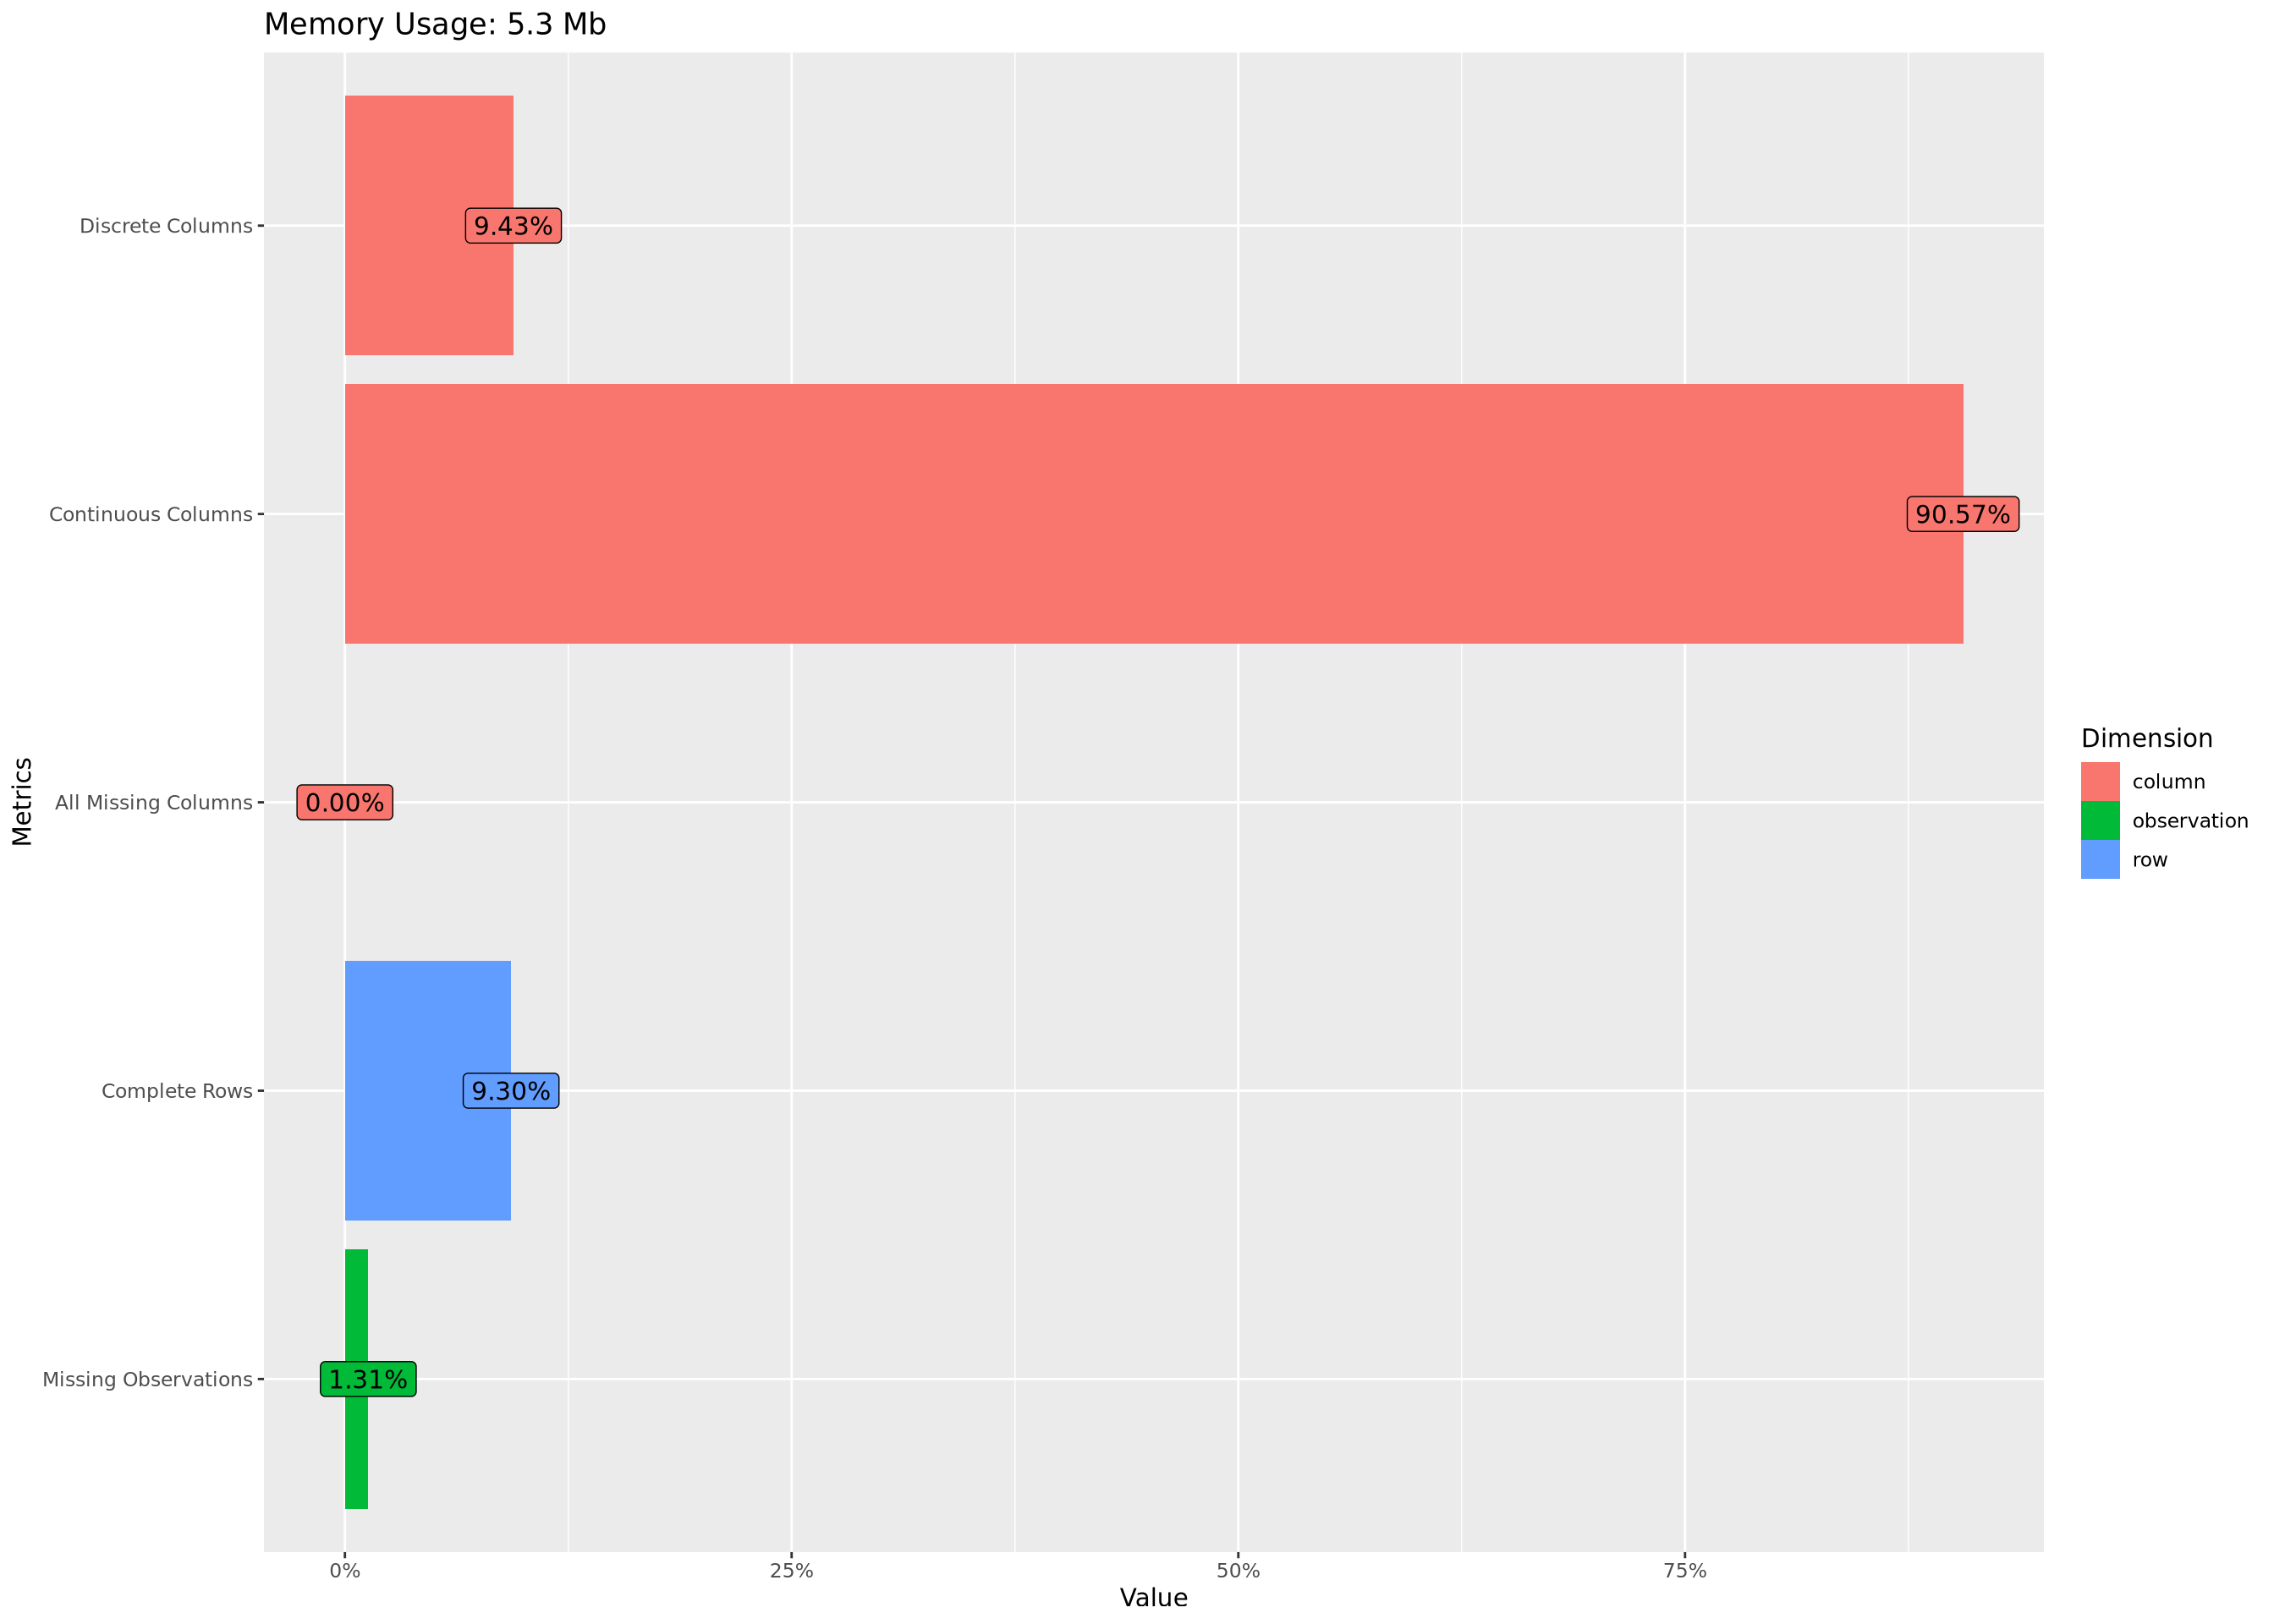 Memory Usage: 5.3 Mb
Discrete Columns
9.43%
Continuous Columns
90.57%
All Missing Columns
0.00%
Complete Rows
9.30%
Missing Observations
1.31%
Metrics
0%
25%
50%
75%
Value
Dimension
column
observation
row